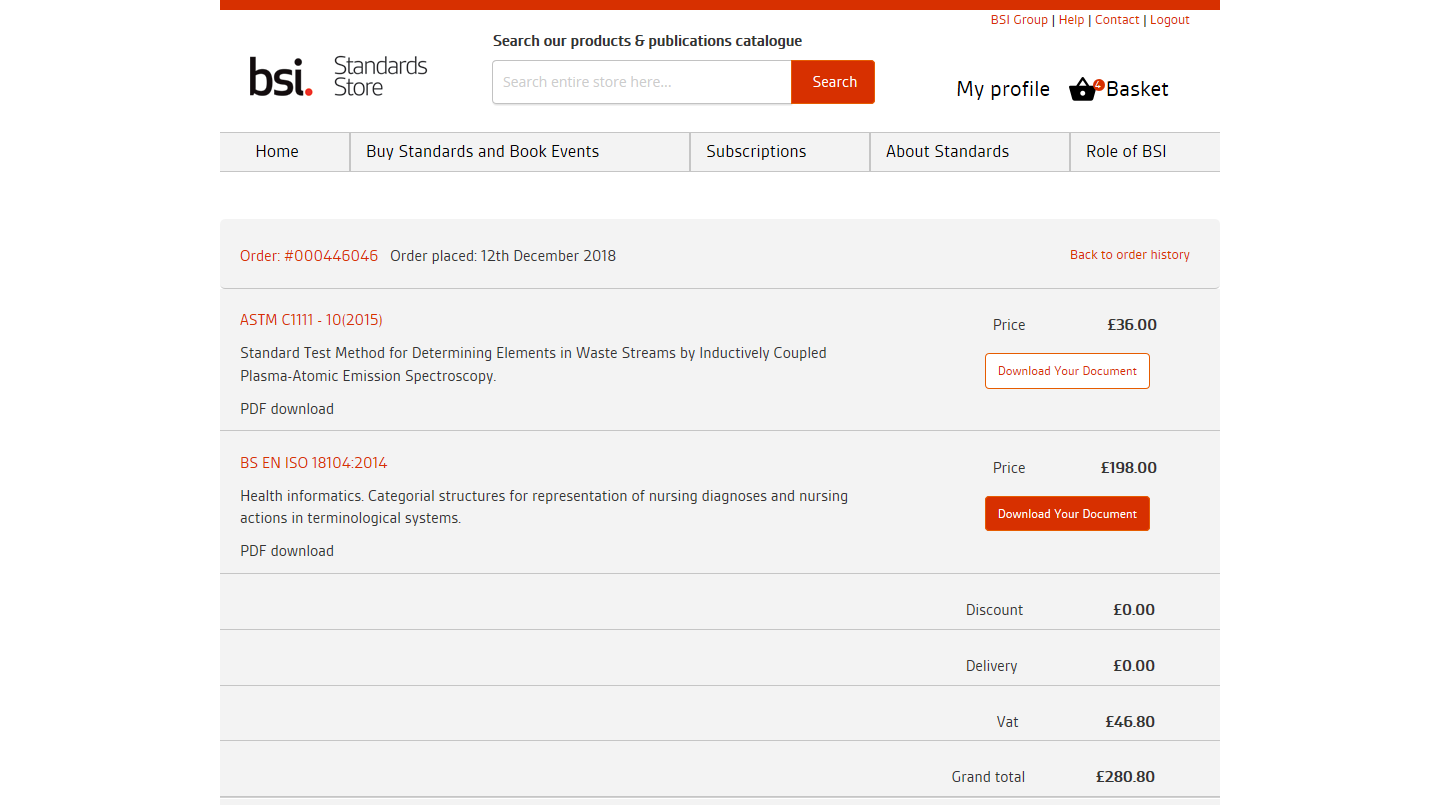 BSI Group | Help | Contact | Logout
Search our products & publications catalogue
bsi. Standards Store
Search entire store here...
Search
My profile
4
Basket
Home
Buy Standards and Book Events
Subscriptions
About Standards
Role of BSI
Order: #000446046 Order placed: 12th December 2018
Back to order history
ASTM C1111 - 10(2015)
Price £36.00
Standard Test Method for Determining Elements in Waste Streams by Inductively Coupled
Plasma-Atomic Emission Spectroscopy.
Download Your Document
PDF download
BS EN ISO 18104:2014
Price £198.00
Health informatics. Categorial structures for representation of nursing diagnoses and nursing
actions in terminological systems.
Download Your Document
PDF download
Discount £0.00
Delivery £0.00
Vat £46.80
Grand total £280.80